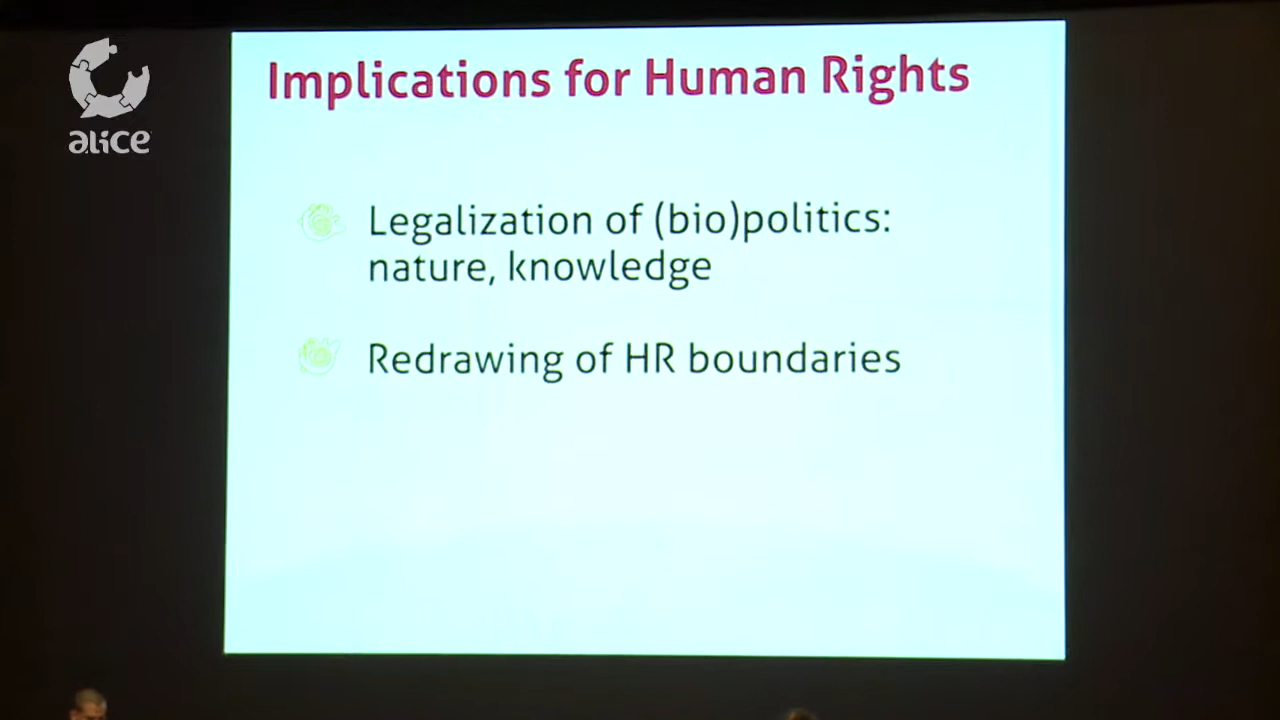 alice
Implications for Human Rights
Legalization of (bio)politics:
nature, knowledge
Redrawing of HR boundaries